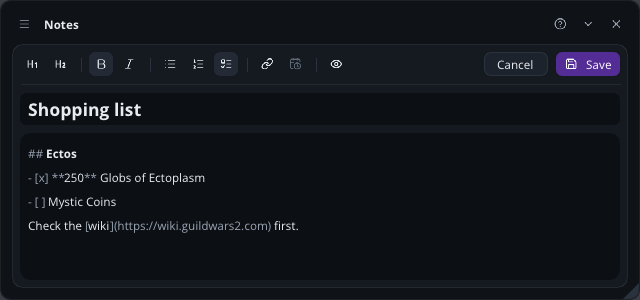 Notes
H1 H2 B I Cancel Save
Shopping list
## Ectos
- [x] **250** Globs of Ectoplasm
- [ ] Mystic Coins
Check the [wiki](https://wiki.guildwars2.com) first.